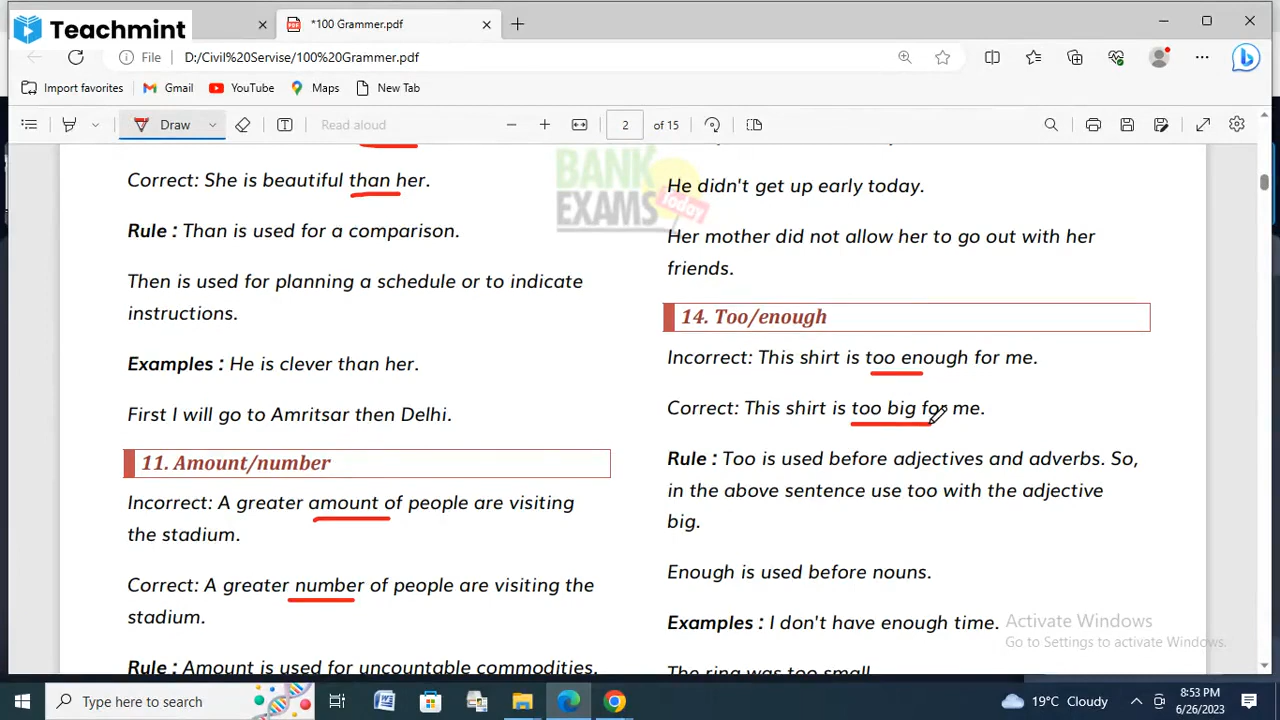 Teachmint
*100 Grammer.pdf
File
D:/Civil%20Servise/100%20Grammer.pdf
Import favorites
Gmail
YouTube
Maps
New Tab
Draw
Read aloud
2
of 15
Correct: She is beautiful than her.
Rule : Than is used for a comparison.
Then is used for planning a schedule or to indicate
instructions.
Examples : He is clever than her.
First I will go to Amritsar then Delhi.
11. Amount/number
Incorrect: A greater amount of people are visiting
the stadium.
Correct: A greater number of people are visiting the
stadium.
Rule : Amount is used for uncountable commodities.
BANK
EXAMS
Today
He didn't get up early today.
Her mother did not allow her to go out with her
friends.
14. Too/enough
Incorrect: This shirt is too enough for me.
Correct: This shirt is too big for me.
Rule : Too is used before adjectives and adverbs. So,
in the above sentence use too with the adjective
big.
Enough is used before nouns.
Examples : I don't have enough time.
The ring was too small.
Activate Windows
Go to Settings to activate Windows.
Type here to search
19°C Cloudy
8:53 PM
6/26/2023